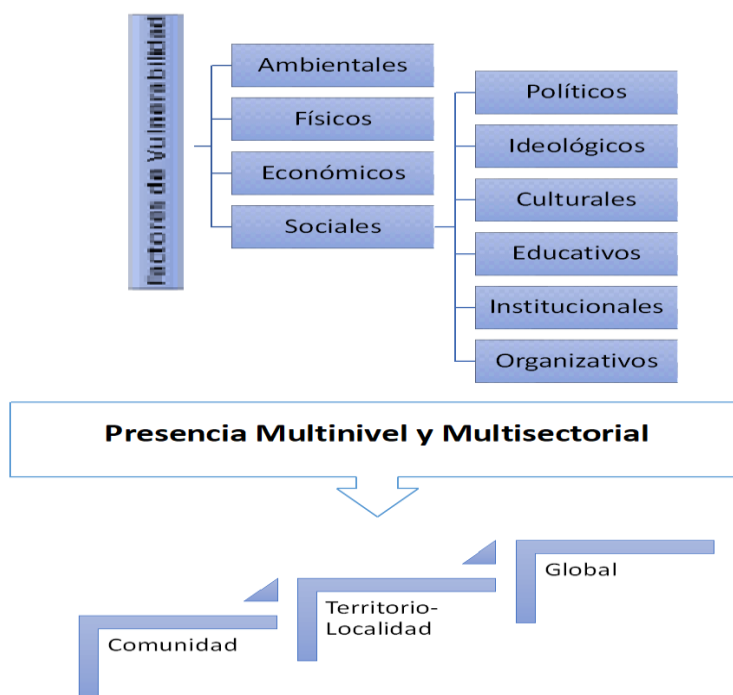 Factores de Vulnerabilidad
Ambientales
Físicos
Económicos
Sociales
Políticos
Ideológicos
Culturales
Educativos
Institucionales
Organizativos
Presencia Multinivel y Multisectorial
Comunidad
Territorio-
Localidad
Global